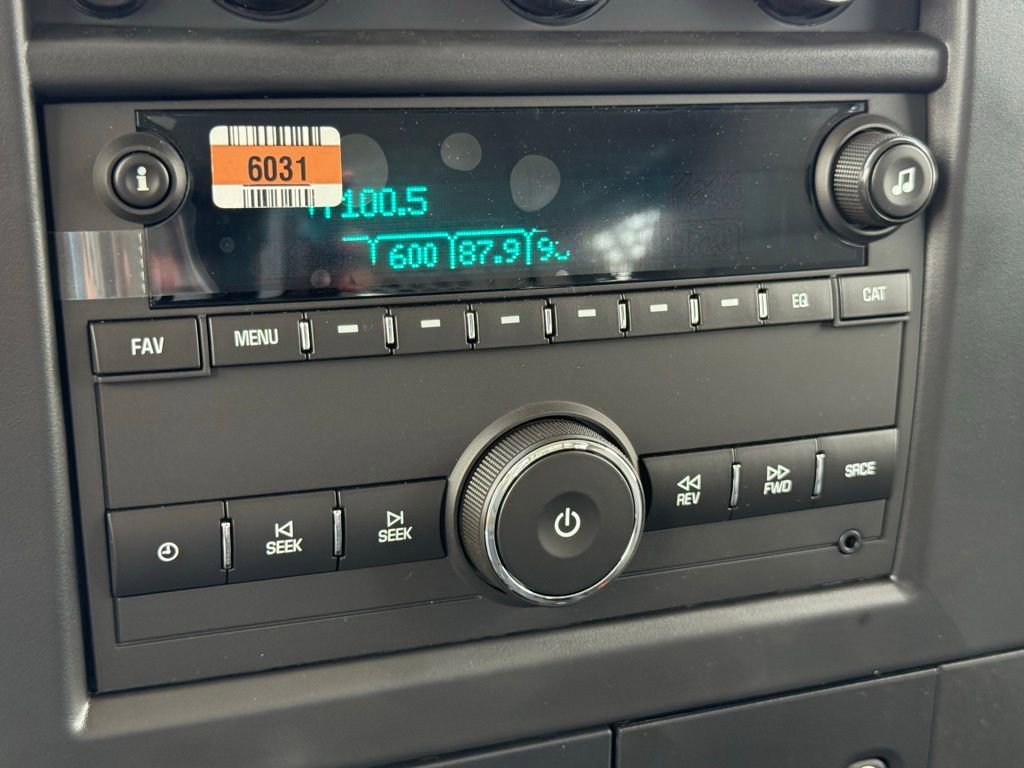 6031
100.5
600 87.9
FAV
MENU
EQ
CAT
SEEK
SEEK
REV
FWD
SRCE